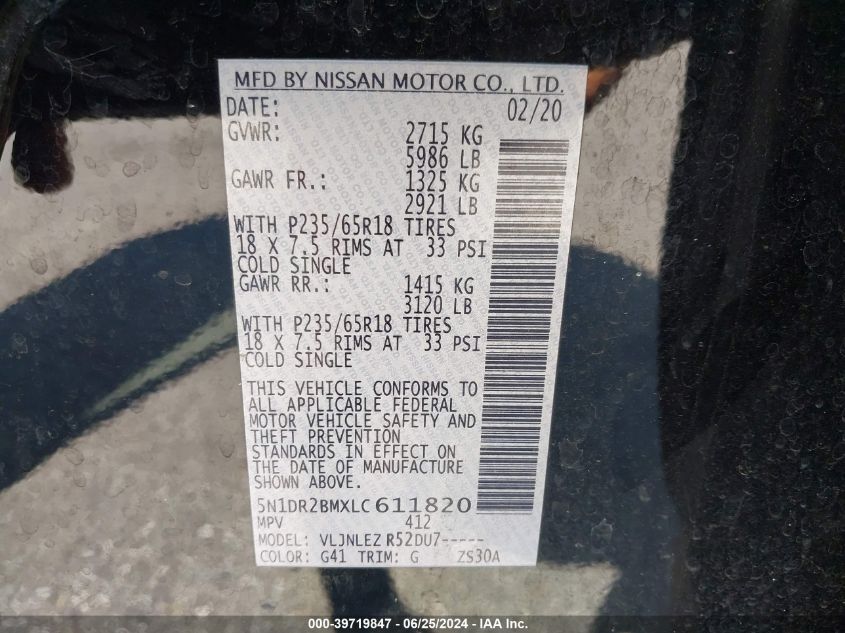 MFD BY NISSAN MOTOR CO., LTD.
DATE: 02/20
GVWR: 2715 KG
5986 LB
GAWR FR.: 1325 KG
2921 LB
WITH P235/65R18 TIRES
18 X 7.5 RIMS AT 33 PSI
COLD SINGLE
GAWR RR.: 1415 KG
3120 LB
WITH P235/65R18 TIRES
18 X 7.5 RIMS AT 33 PSI
COLD SINGLE
THIS VEHICLE CONFORMS TO
ALL APPLICABLE FEDERAL
MOTOR VEHICLE SAFETY AND
THEFT PREVENTION
STANDARDS IN EFFECT ON
THE DATE OF MANUFACTURE
SHOWN ABOVE.
5N1DR2BMXLC611820
MPV 412
MODEL: VLJNLEZ R52DU7-----
COLOR: G41 TRIM: G ZS30A
000-39719847 - 06/25/2024 - IAA Inc.